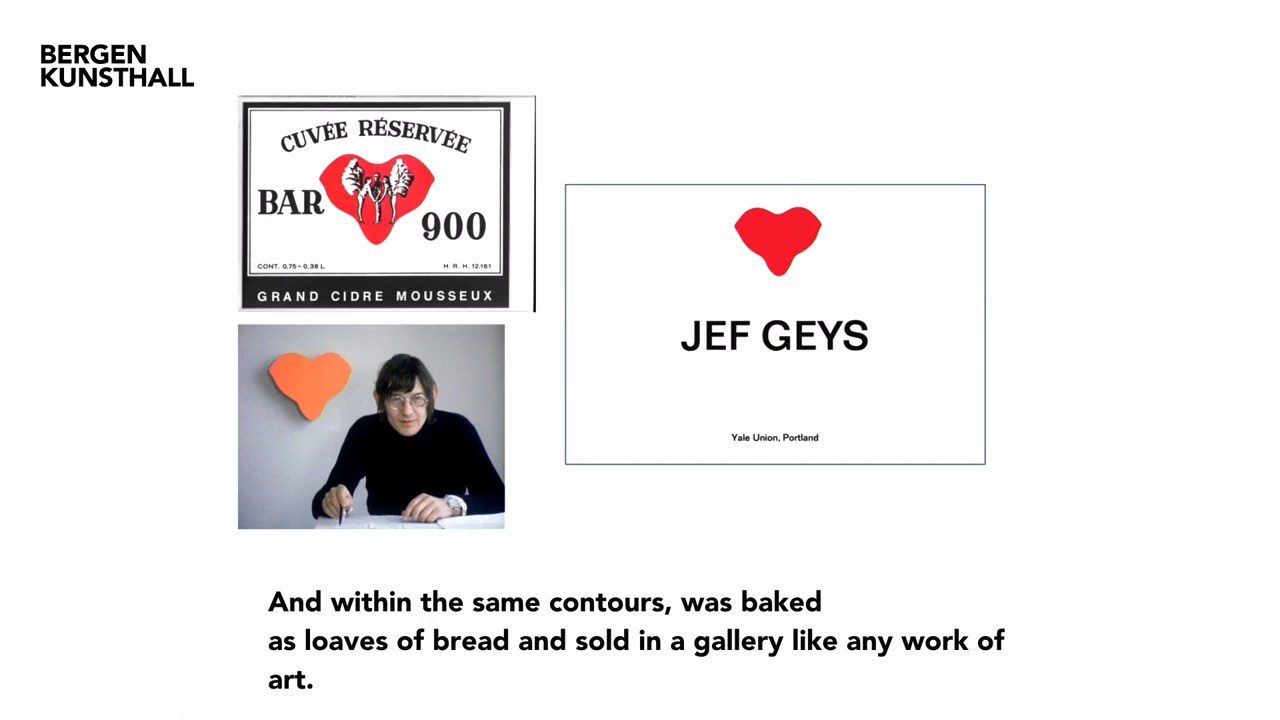 BERGEN
KUNSTHALL
CUVÉE RÉSERVÉE
BAR
900
CONT. 0,75 – 0,38 L.
H. R. H. 12.161
GRAND CIDRE MOUSSEUX
JEF GEYS
Yale Union, Portland
And within the same contours, was baked
as loaves of bread and sold in a gallery like any work of
art.